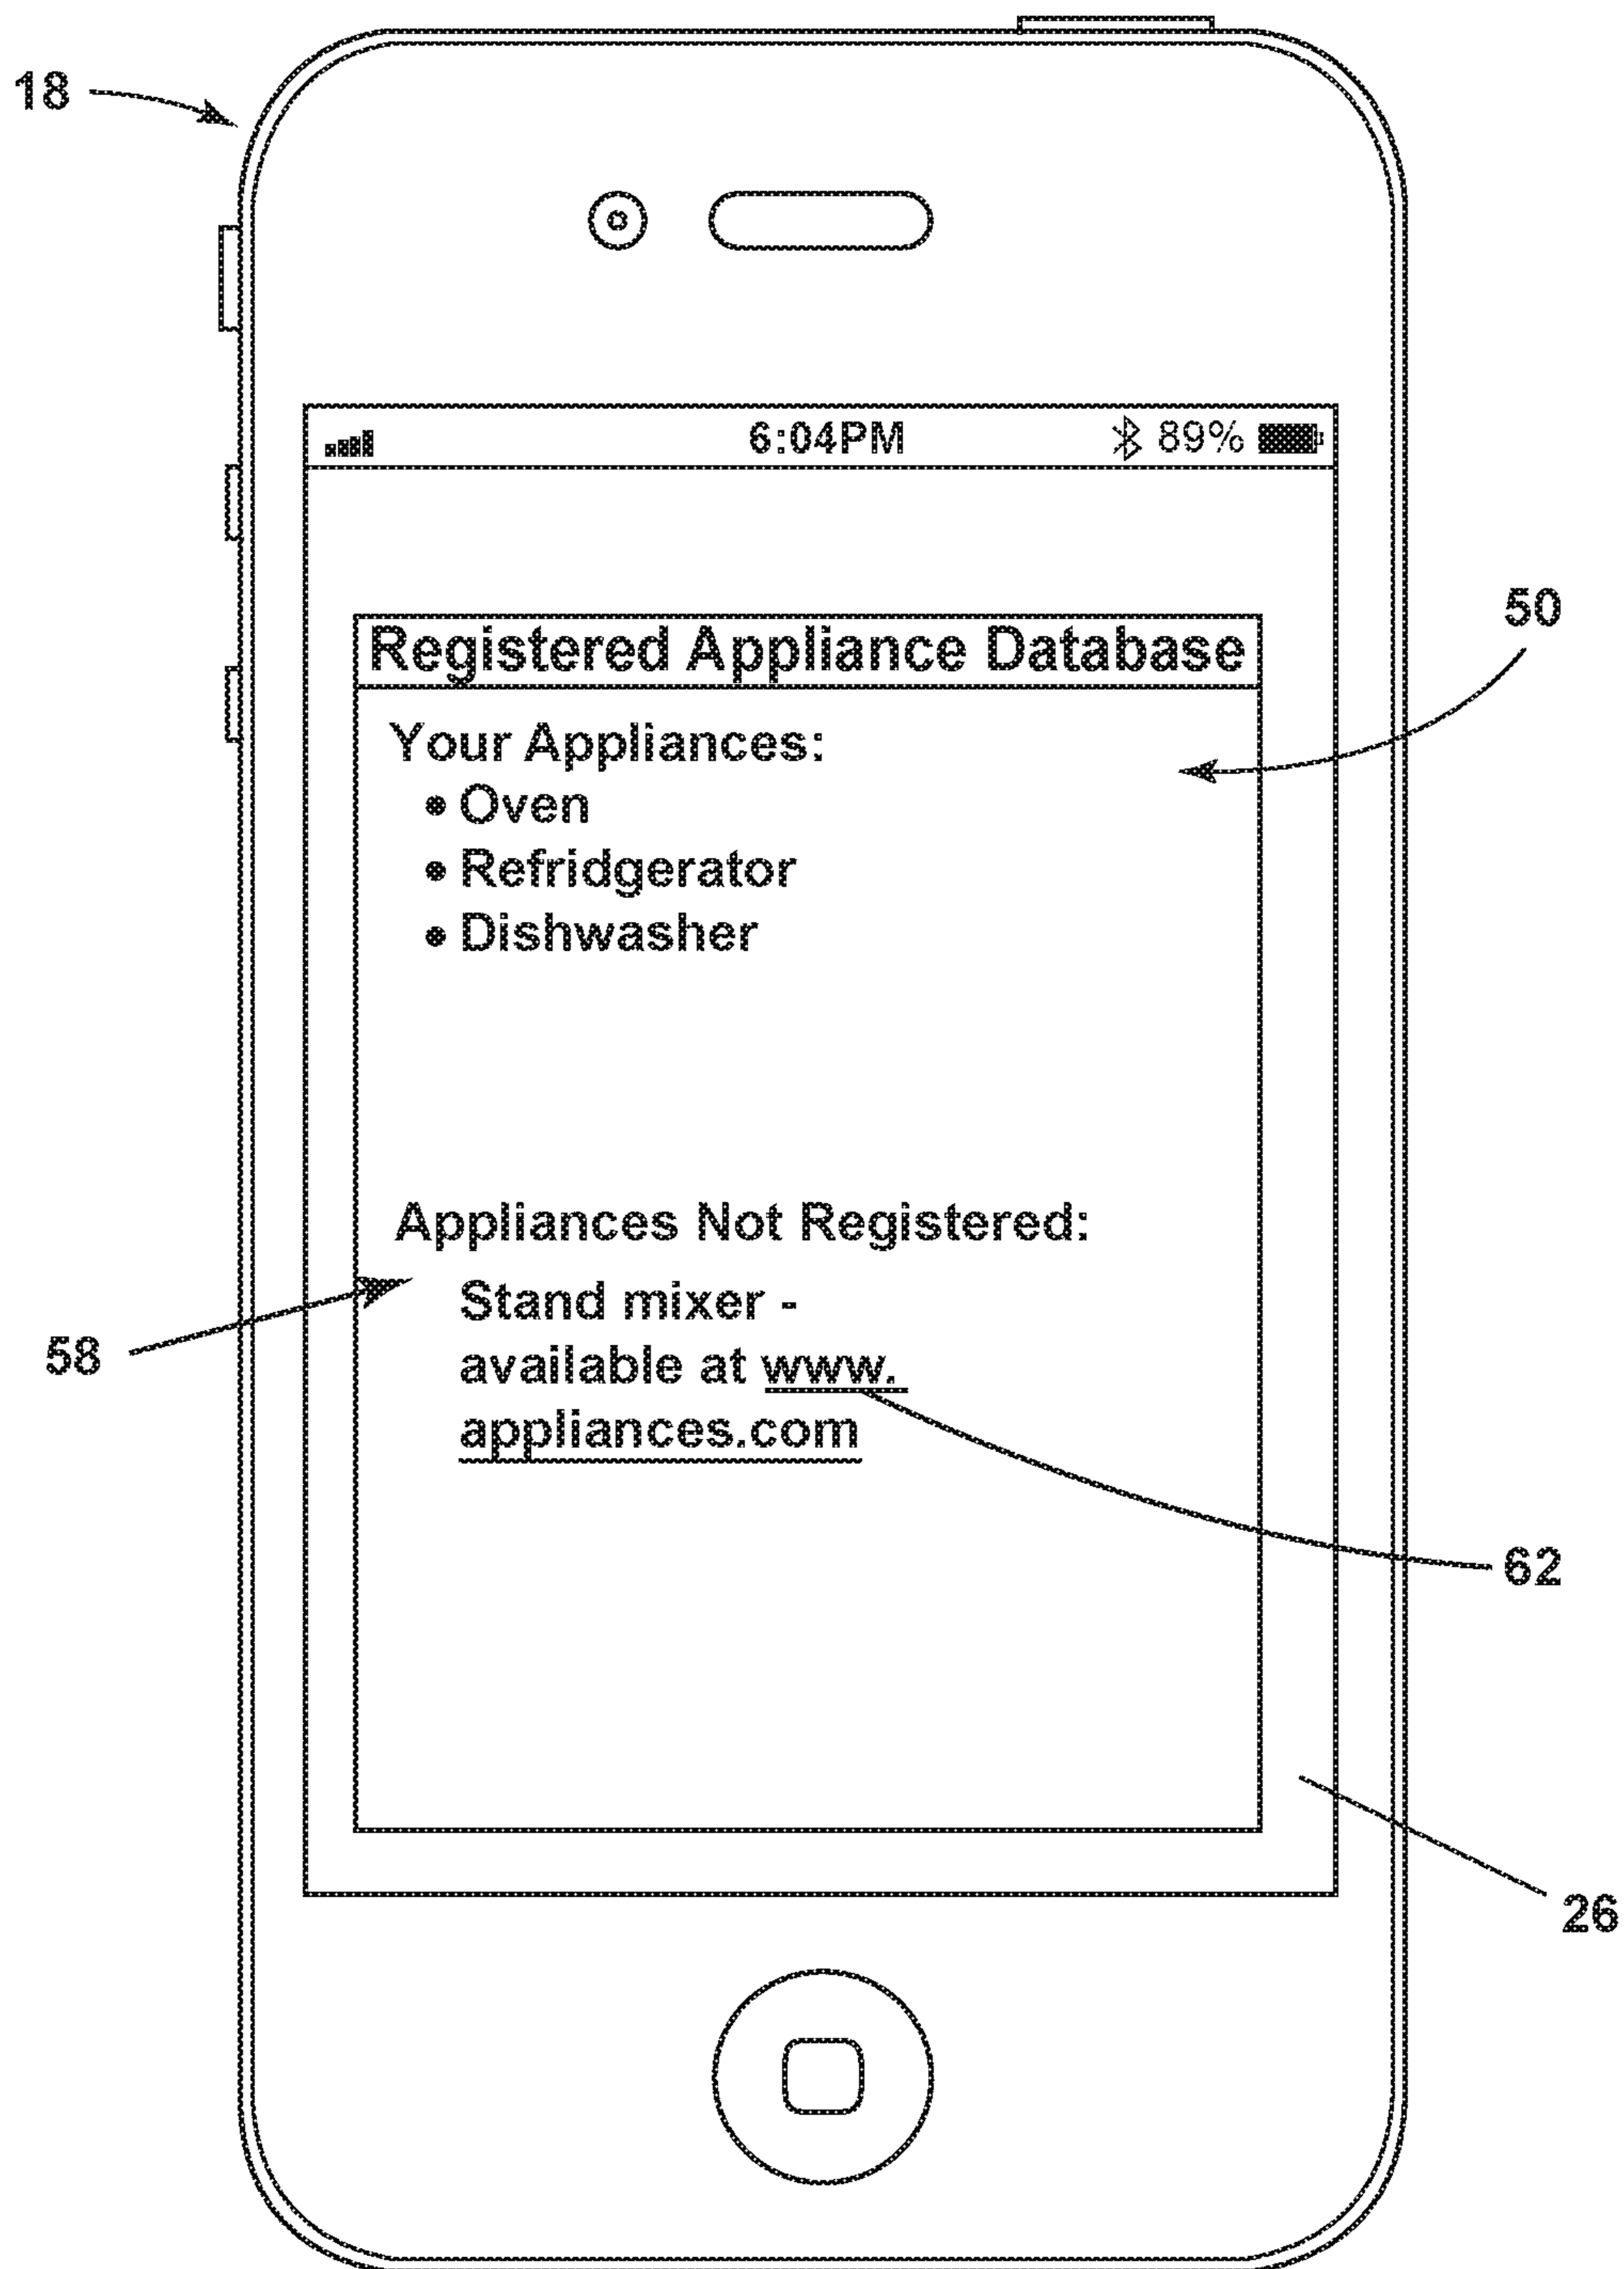 18
6:04PM 89%
50
Registered Appliance Database
Your Appliances:
• Oven
• Refridgerator
• Dishwasher
Appliances Not Registered:
Stand mixer -
58
available at www.
appliances.com
62
26